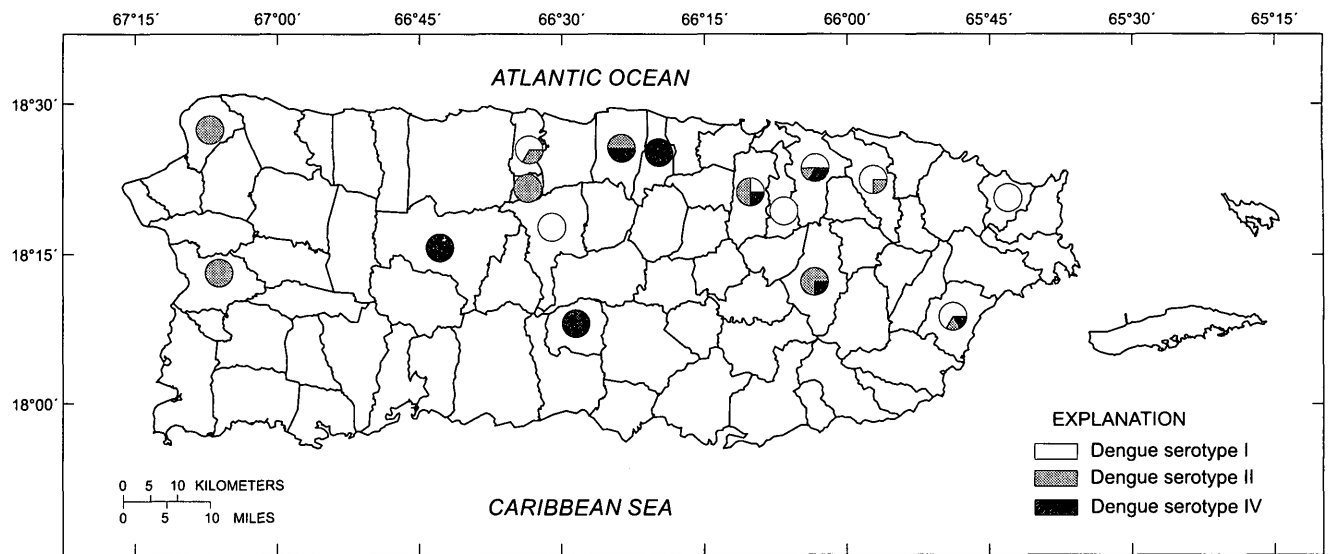 67°15´ 67°00´ 66°45´ 66°30´ 66°15´ 66°00´ 65°45´ 65°30´ 65°15´
ATLANTIC OCEAN
18°30´
18°15´
18°00´
EXPLANATION
Dengue serotype I
Dengue serotype II
Dengue serotype IV
0 5 10 KILOMETERS
0 5 10 MILES
CARIBBEAN SEA